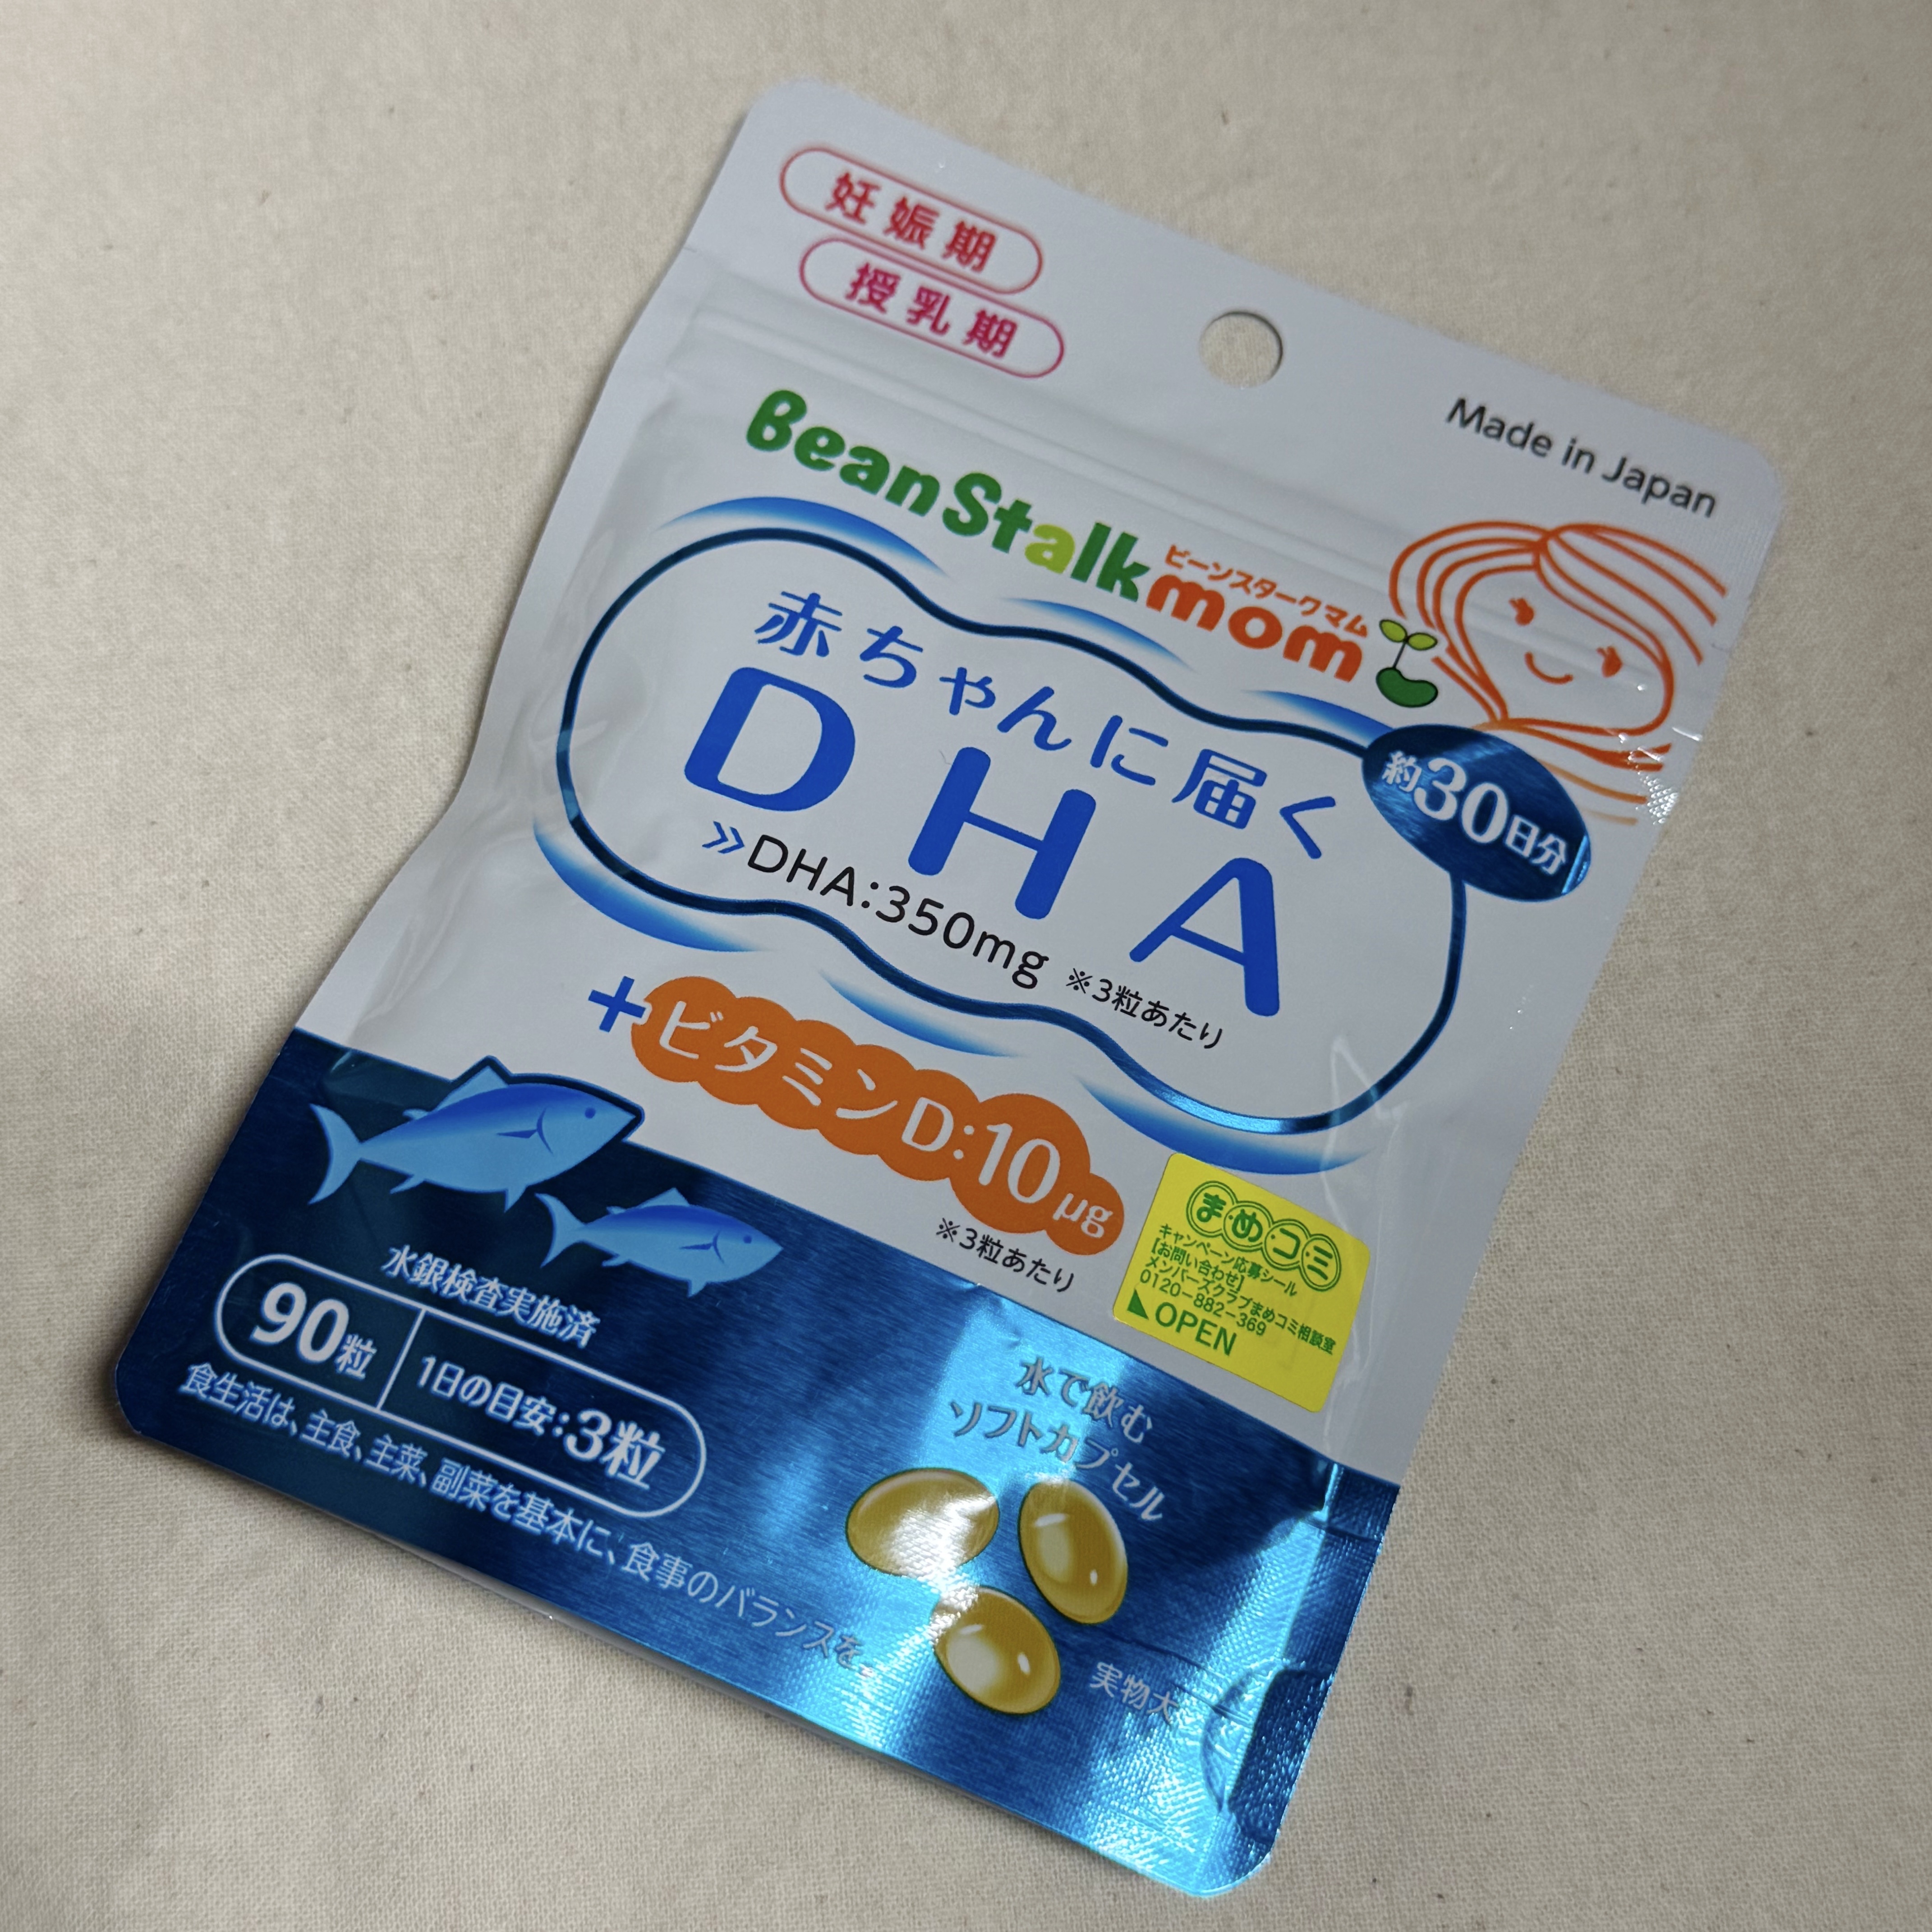 妊娠期
授乳期
Made in Japan
BeanStalk mom
ビーンスターク マム
赤ちゃんに届く
DHA
約30日分
»DHA:350mg ※3粒あたり
+ビタミンD:10μg
※3粒あたり
まめコミ
キャンペーン応募シール
[お問い合わせ]
メンバーズクラブまめコミ相談室
0120-882-369
OPEN
水銀検査実施済
90粒 1日の目安:3粒
食生活は、主食、主菜、副菜を基本に、食事のバランスを。
水で飲む
ソフトカプセル
実物大